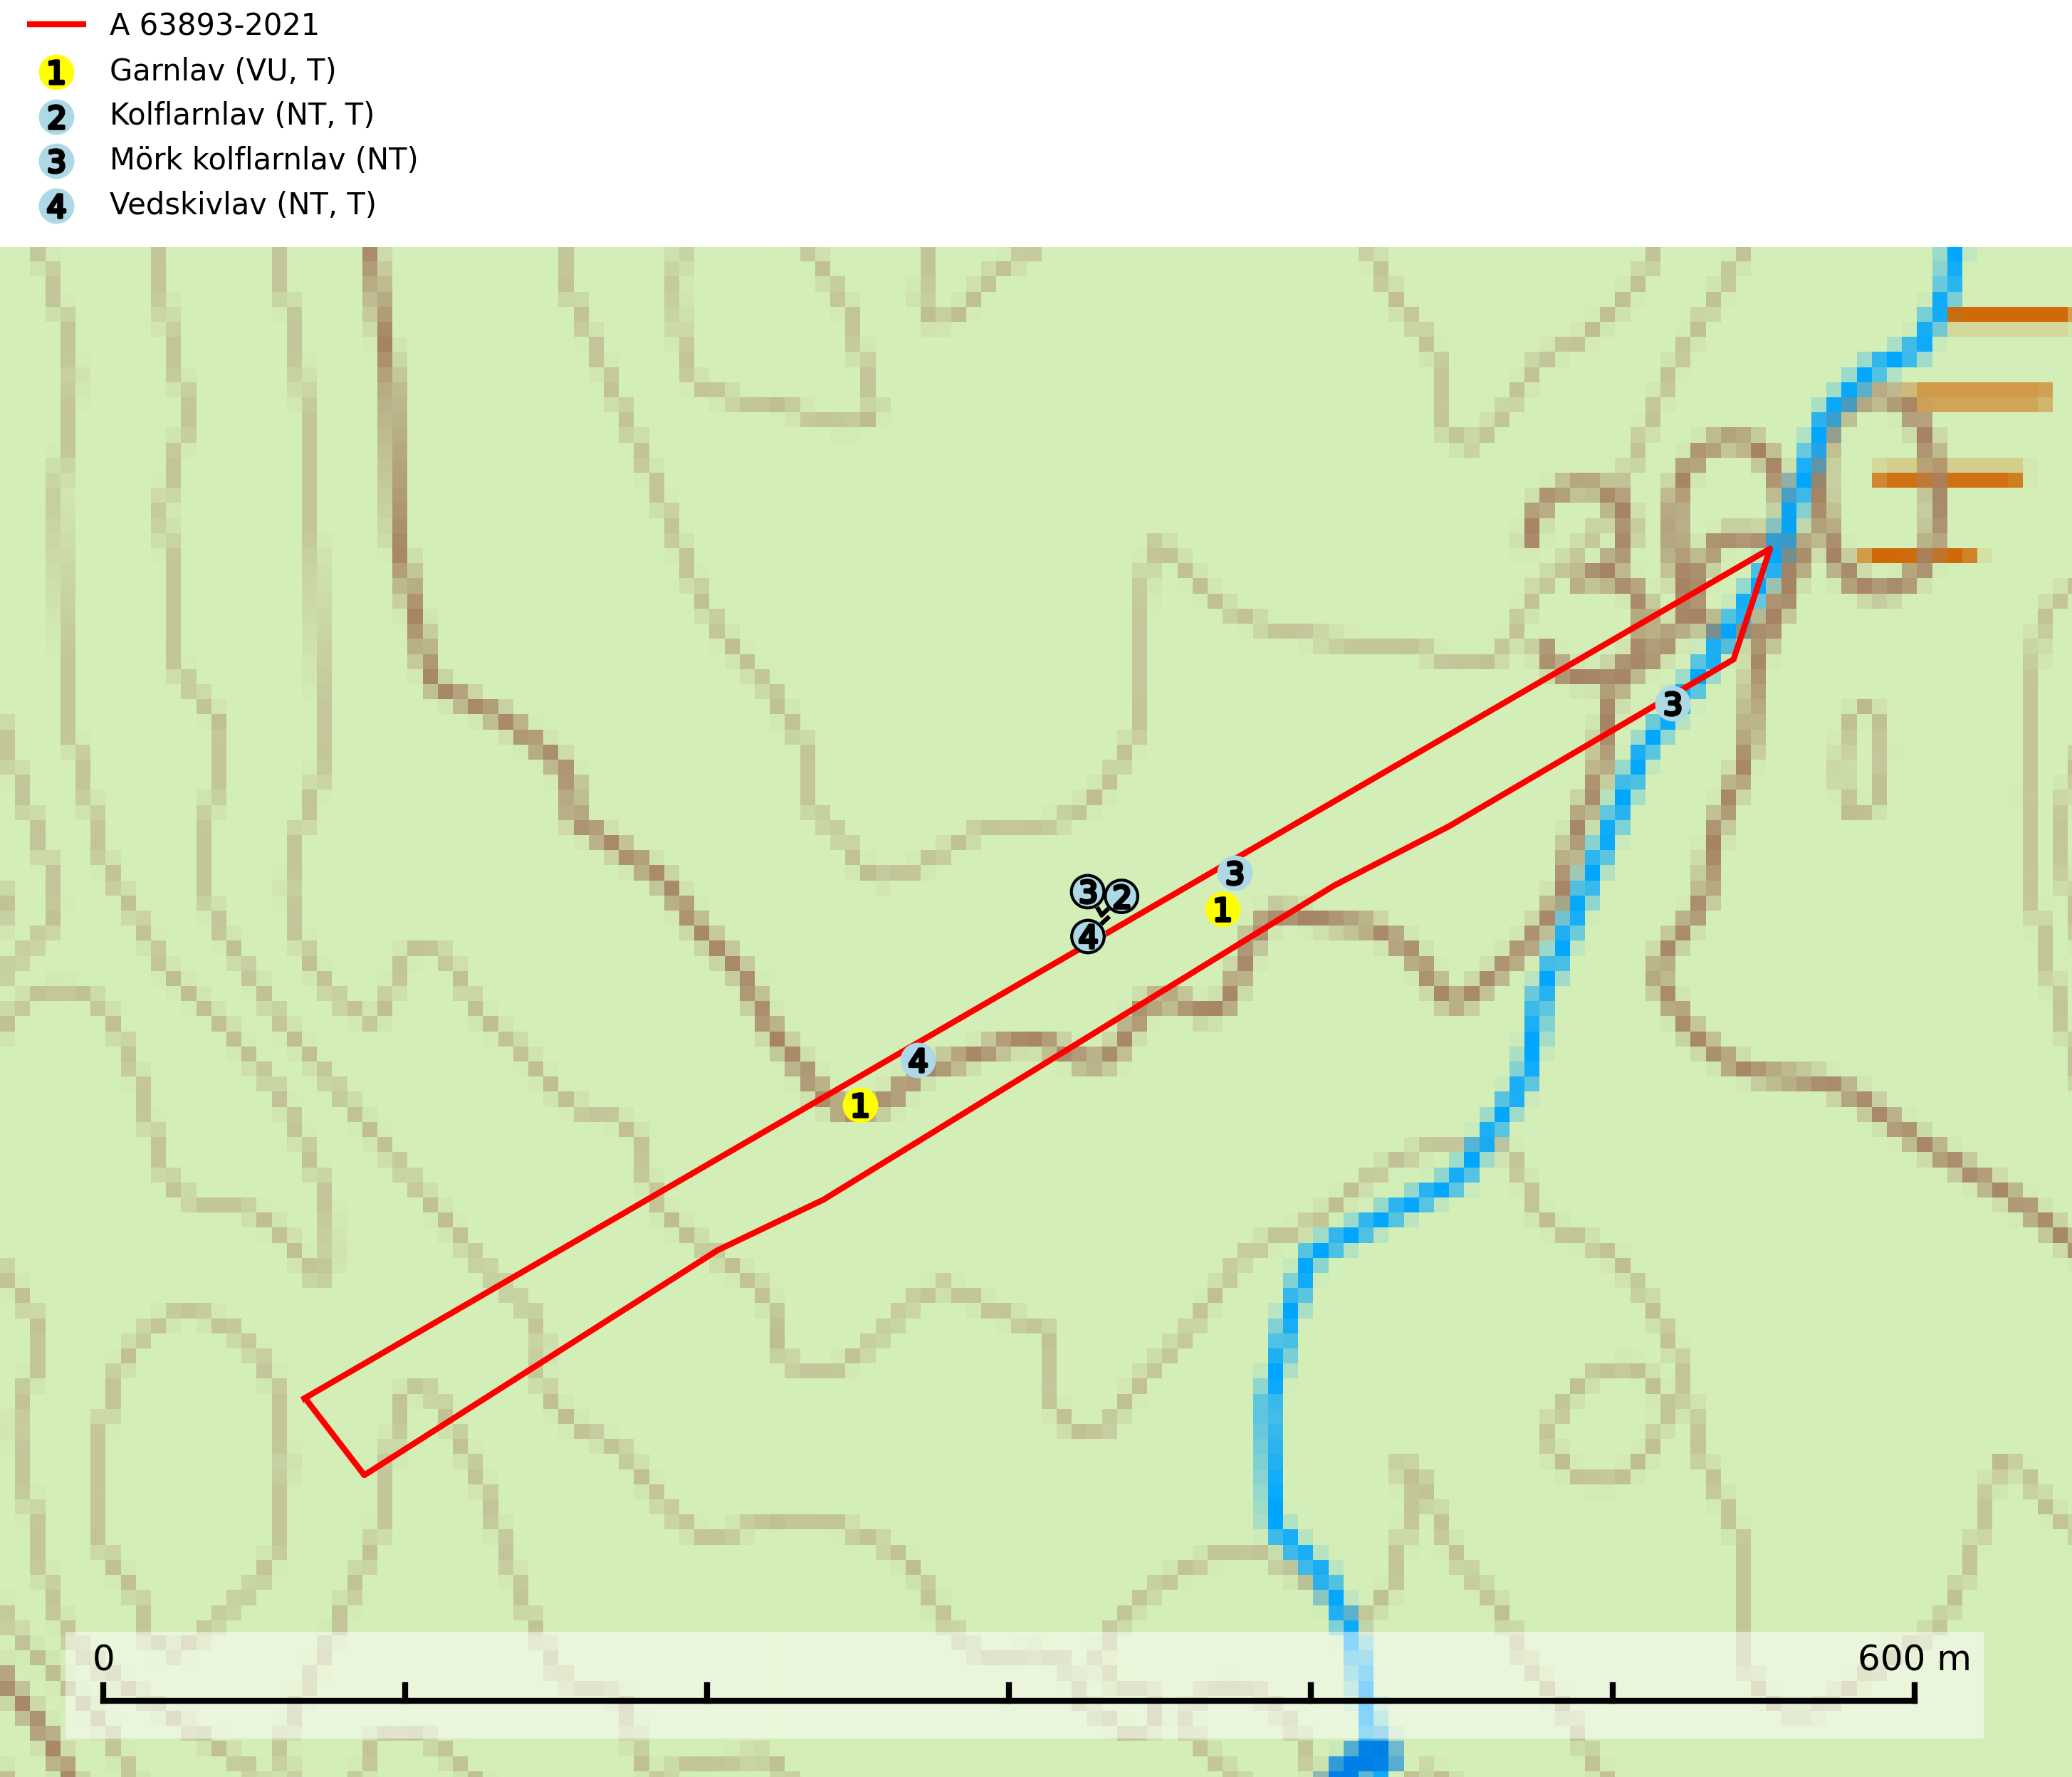 A 63893-2021
1 Garnlav (VU, T)
2 Kolflarnlav (NT, T)
3 Mörk kolflarnlav (NT)
4 Vedskivlav (NT, T)
3
3
3 2
1
4
4
1
0 600 m